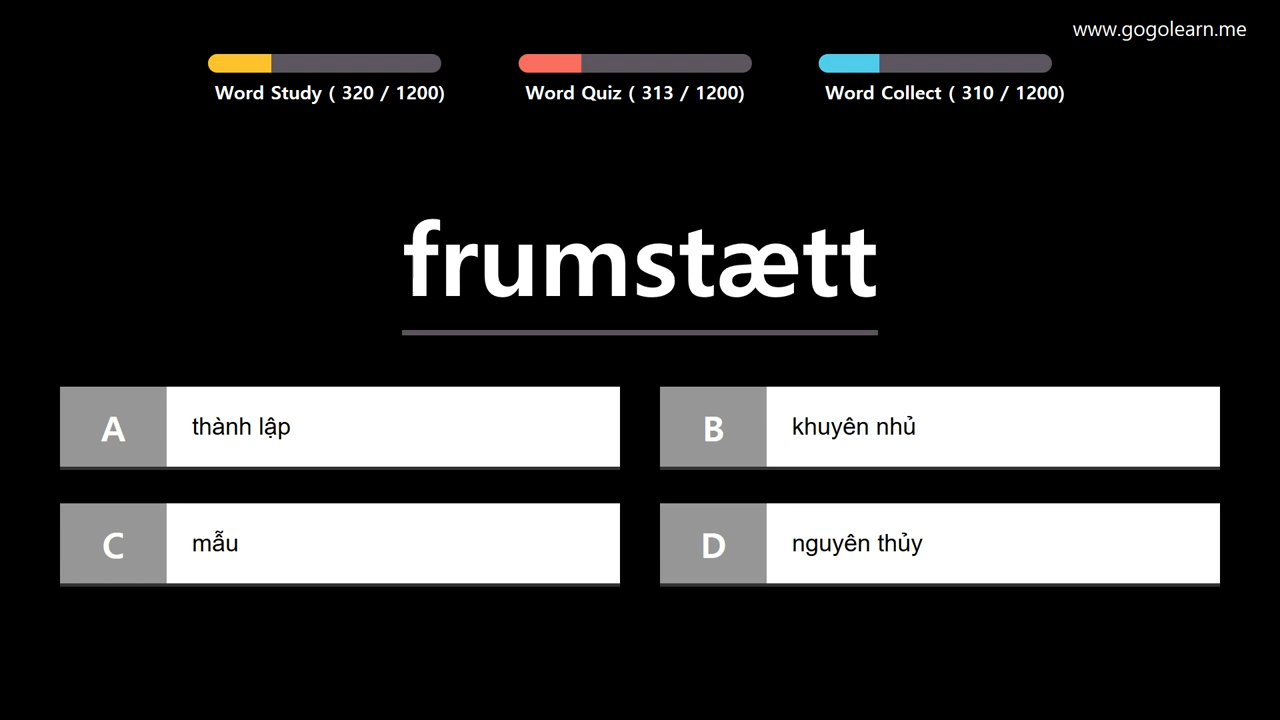 www.gogolearn.me
Word Study ( 320 / 1200)
Word Quiz ( 313 / 1200)
Word Collect ( 310 / 1200)
frumstætt
A thành lập
B khuyên nhủ
C mẫu
D nguyên thủy